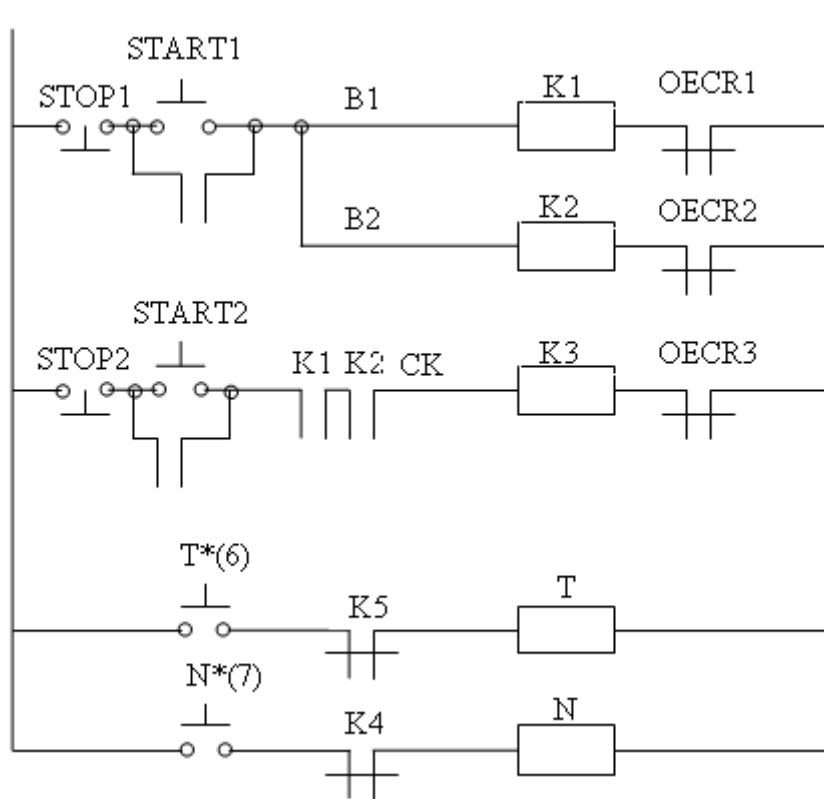 START1
STOP1
B1
K1
OECR1
B2
K2
OECR2
START2
STOP2
K1 K2 CK
K3
OECR3
T*(6)
K5
T
N*(7)
K4
N